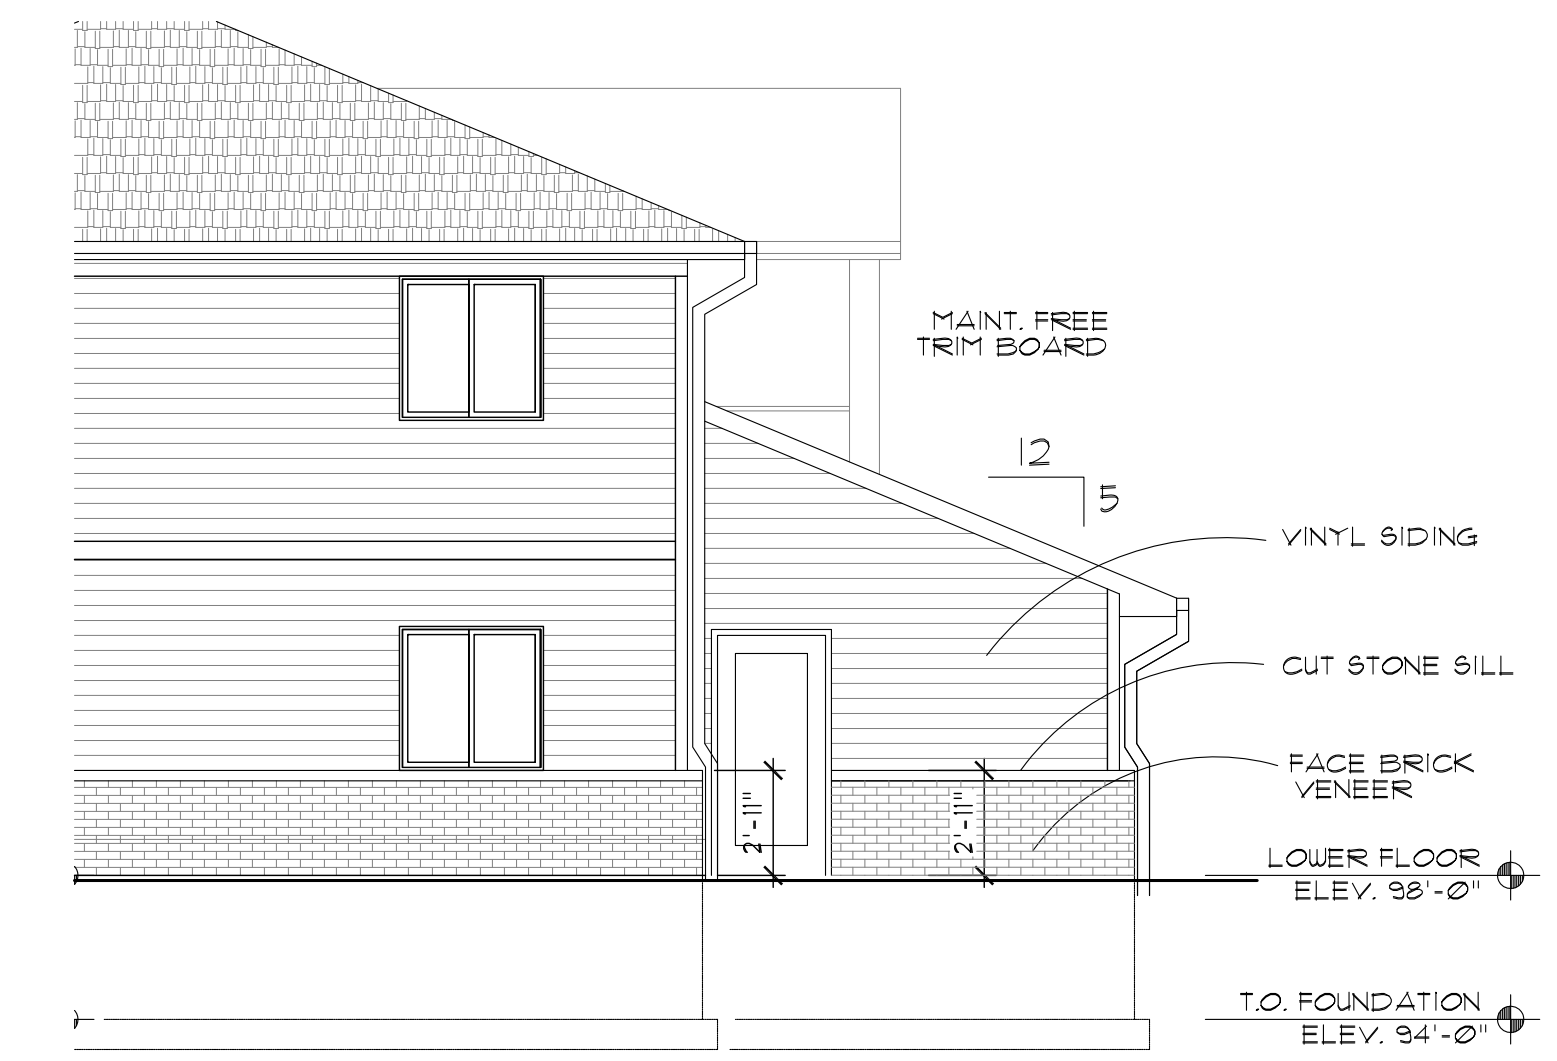 MAINT. FREE
TRIM BOARD
12
5
VINYL SIDING
CUT STONE SILL
FACE BRICK
VENEER
2'-11"
2'-11"
LOWER FLOOR
ELEV. 98'-0"
T.O. FOUNDATION
ELEV. 94'-0"